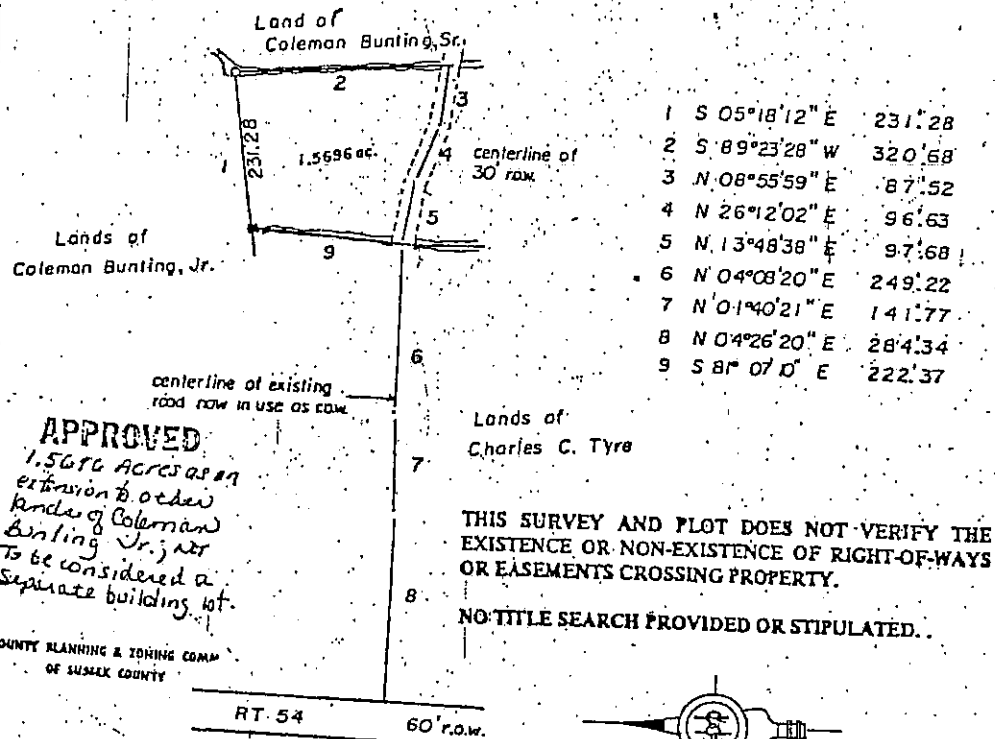 Land of
Coleman Bunting, Sr.
2
3
1
231.28
1.5696 ac.
4
centerline of
30' row.
5
Lands of
Coleman Bunting, Jr.
9
1 S 05°18'12" E 231.'28
2 S 89°23'28" W 320.'68
3 N 08°55'59" E 87.'52
4 N 26°12'02" E 96.'63
5 N 13°48'38" E 97.'68
6 N 04°08'20" E 249.'22
7 N 01°40'21" E 141.'77
8 N 04°26'20" E 284.'34
9 S 81° 07' 10" E 222.'37
6
centerline of existing
road now in use as row.
Lands of
Charles C. Tyre
7
APPROVED
1.5696 Acres as an
extension to other
lands of Coleman
Bunting Jr.; not
To be considered a
separate building lot.
COUNTY PLANNING & ZONING COMM
OF SUSSEX COUNTY
8
THIS SURVEY AND PLOT DOES NOT VERIFY THE
EXISTENCE OR NON-EXISTENCE OF RIGHT-OF-WAYS
OR EASEMENTS CROSSING PROPERTY.
NO TITLE SEARCH PROVIDED OR STIPULATED.
RT. 54 60' r.o.w.